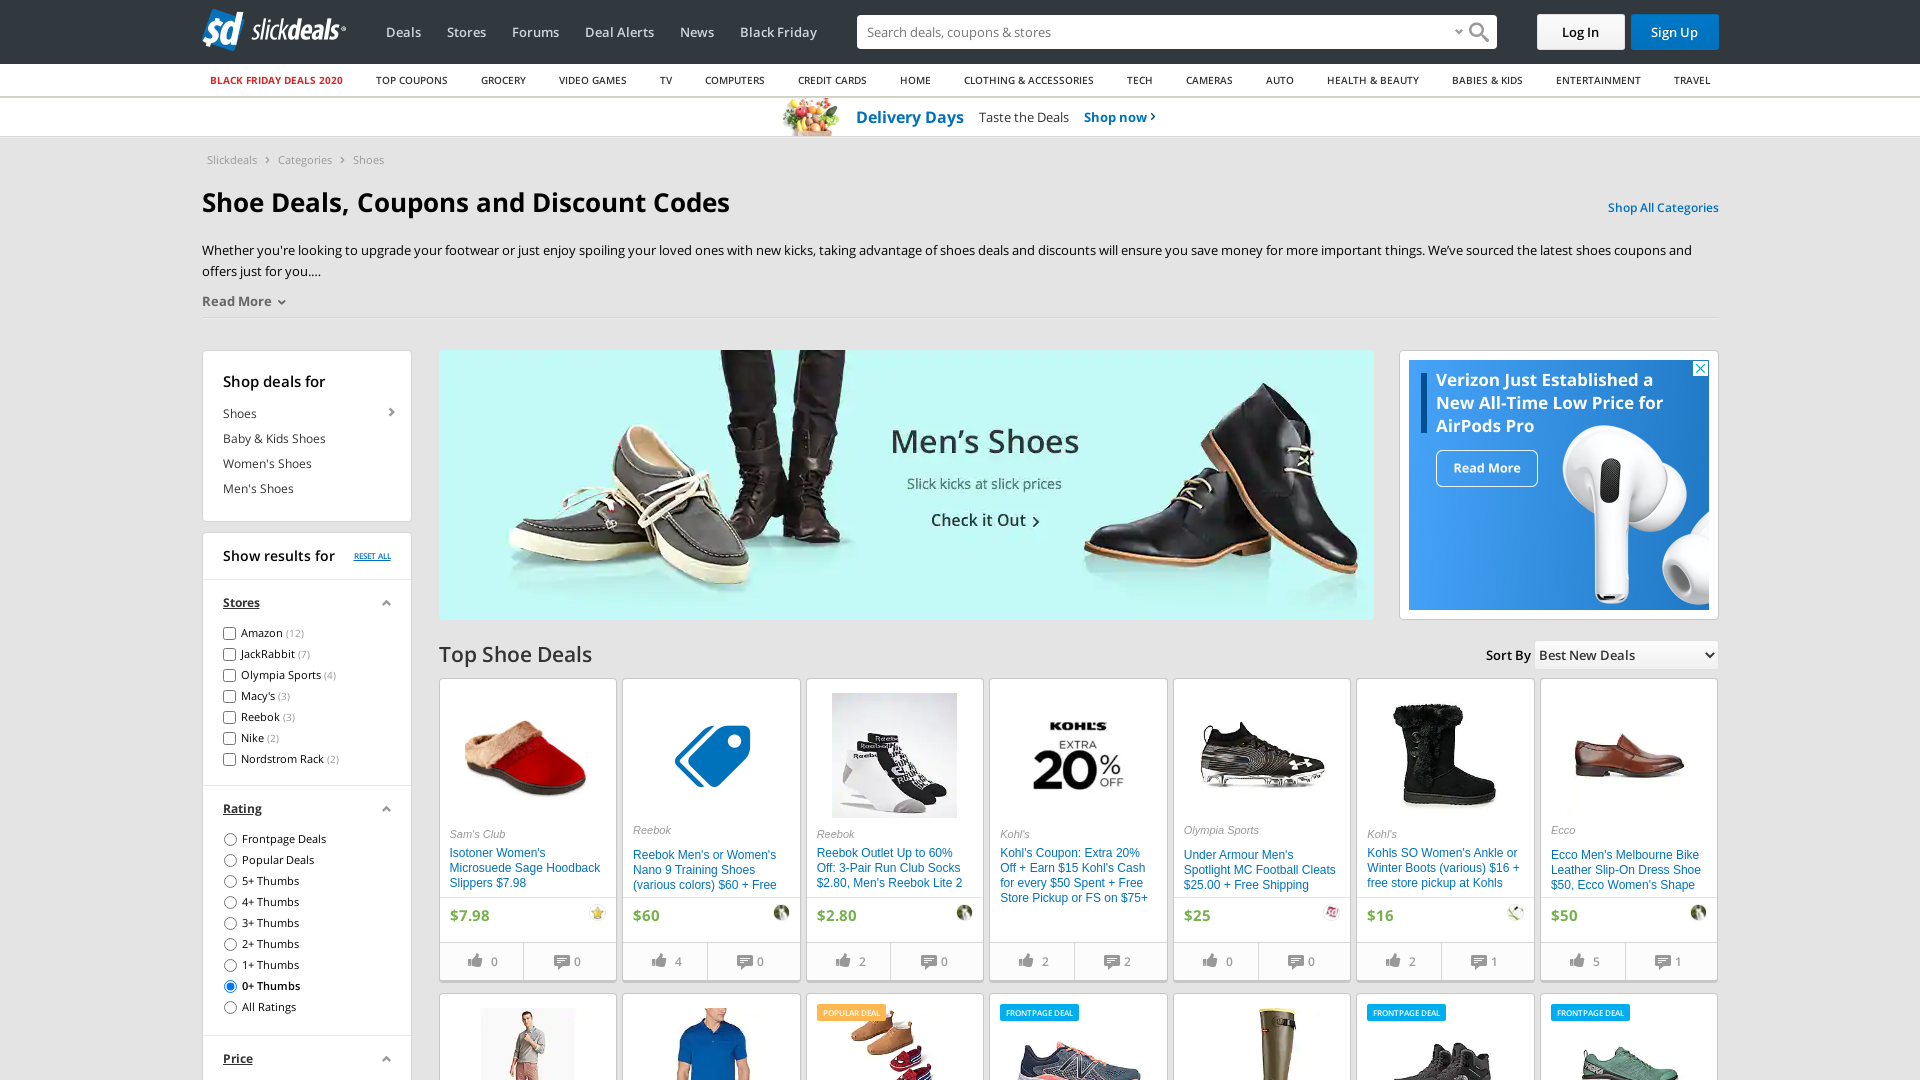 slickdeals
Deals
Stores
Forums
Deal Alerts
News
Black Friday
Search deals, coupons & stores
Log In
Sign Up
BLACK FRIDAY DEALS 2020
TOP COUPONS
GROCERY
VIDEO GAMES
TV
COMPUTERS
CREDIT CARDS
HOME
CLOTHING & ACCESSORIES
TECH
CAMERAS
AUTO
HEALTH & BEAUTY
BABIES & KIDS
ENTERTAINMENT
TRAVEL
Delivery Days Taste the Deals Shop now
Slickdeals > Categories > Shoes
Shoe Deals, Coupons and Discount Codes
Shop All Categories
Whether you're looking to upgrade your footwear or just enjoy spoiling your loved ones with new kicks, taking advantage of shoes deals and discounts will ensure you save money for more important things. We’ve sourced the latest shoes coupons and
offers just for you.…
Read More
Shop deals for
Shoes
Baby & Kids Shoes
Women's Shoes
Men's Shoes
Show results for
RESET ALL
Stores
Amazon (12)
JackRabbit (7)
Olympia Sports (4)
Macy's (3)
Reebok (3)
Nike (2)
Nordstrom Rack (2)
Rating
Frontpage Deals
Popular Deals
5+ Thumbs
4+ Thumbs
3+ Thumbs
2+ Thumbs
1+ Thumbs
0+ Thumbs
All Ratings
Price
Men’s Shoes
Slick kicks at slick prices
Check it Out >
Verizon Just Established a
New All-Time Low Price for
AirPods Pro
Read More
Top Shoe Deals
Sort By Best New Deals
Sam's Club
Isotoner Women's
Microsuede Sage Hoodback
Slippers $7.98
$7.98
0
0
Reebok
Reebok Men's or Women's
Nano 9 Training Shoes
(various colors) $60 + Free
$60
4
0
Reebok
Reebok Outlet Up to 60%
Off: 3-Pair Run Club Socks
$2.80, Men's Reebok Lite 2
$2.80
2
0
KOHL'S
EXTRA
20% OFF
Kohl's
Kohl's Coupon: Extra 20%
Off + Earn $15 Kohl's Cash
for every $50 Spent + Free
Store Pickup or FS on $75+
2
2
Olympia Sports
Under Armour Men's
Spotlight MC Football Cleats
$25.00 + Free Shipping
$25
0
0
Kohl's
Kohls SO Women's Ankle or
Winter Boots (various) $16 +
free store pickup at Kohls
$16
2
1
Ecco
Ecco Men's Melbourne Bike
Leather Slip-On Dress Shoe
$50, Ecco Women's Shape
$50
5
1
POPULAR DEAL
FRONTPAGE DEAL
FRONTPAGE DEAL
FRONTPAGE DEAL